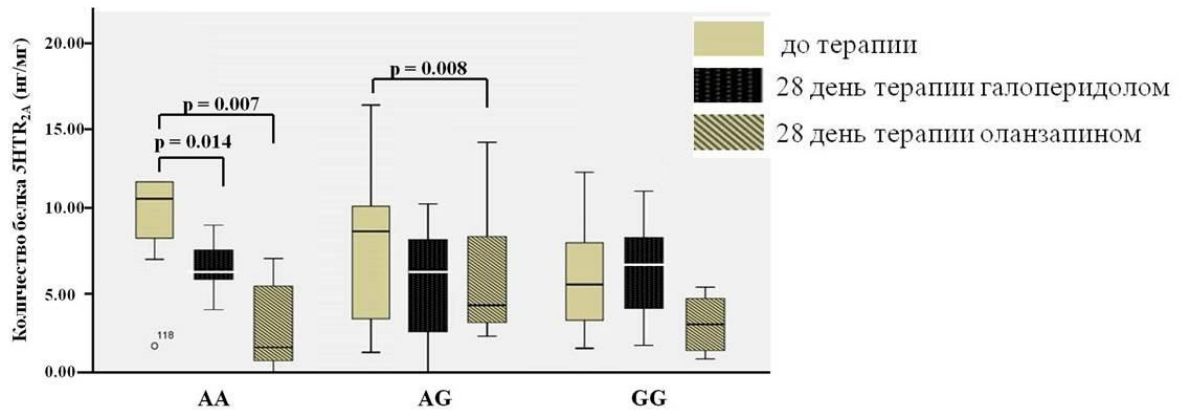 Количество белка 5HTR2A (нг/мг)
20.00
15.00
10.00
5.00
0.00
p = 0.007
p = 0.014
118
p = 0.008
AA
AG
GG
до терапии
28 день терапии галоперидолом
28 день терапии оланзапином